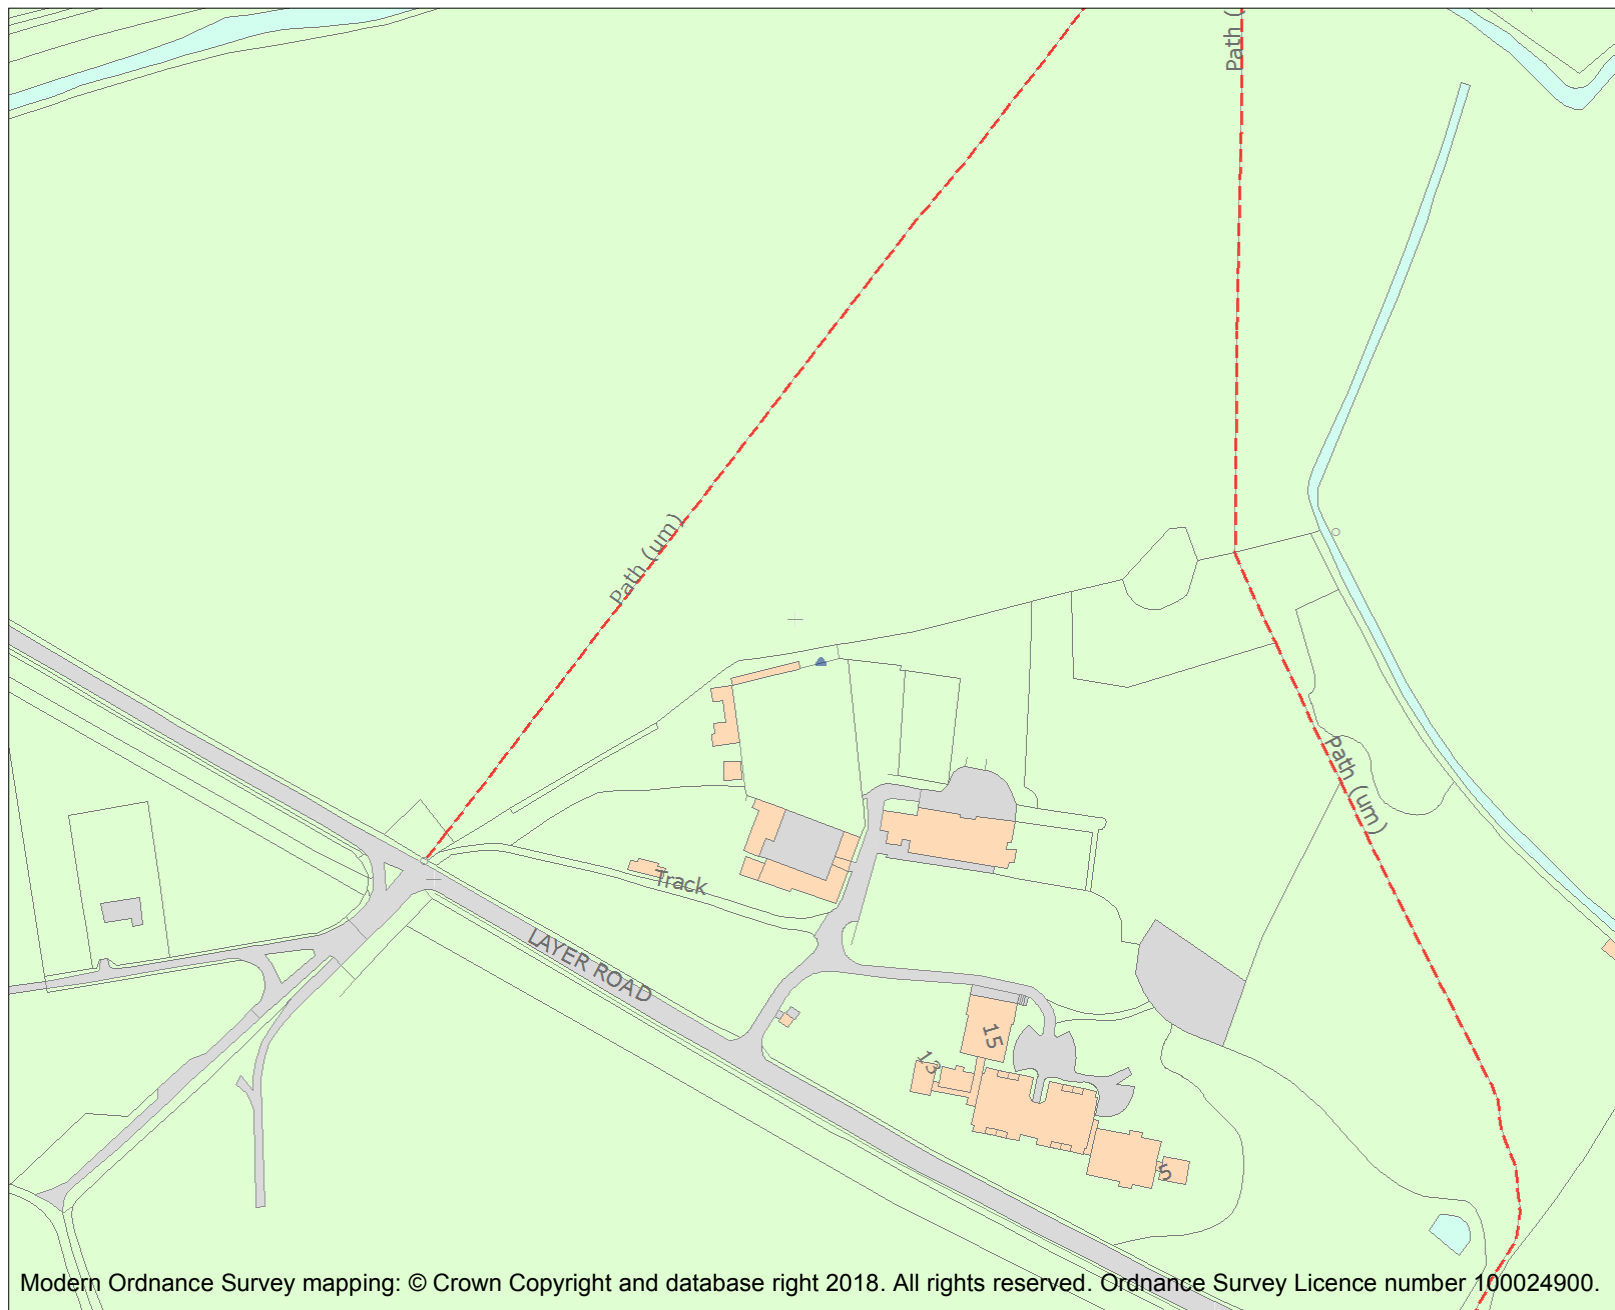 Path (
Path (um)
Path (um)
Track
LAYER ROAD
15
13
5
Modern Ordnance Survey mapping: © Crown Copyright and database right 2018. All rights reserved. Ordnance Survey Licence number 100024900.